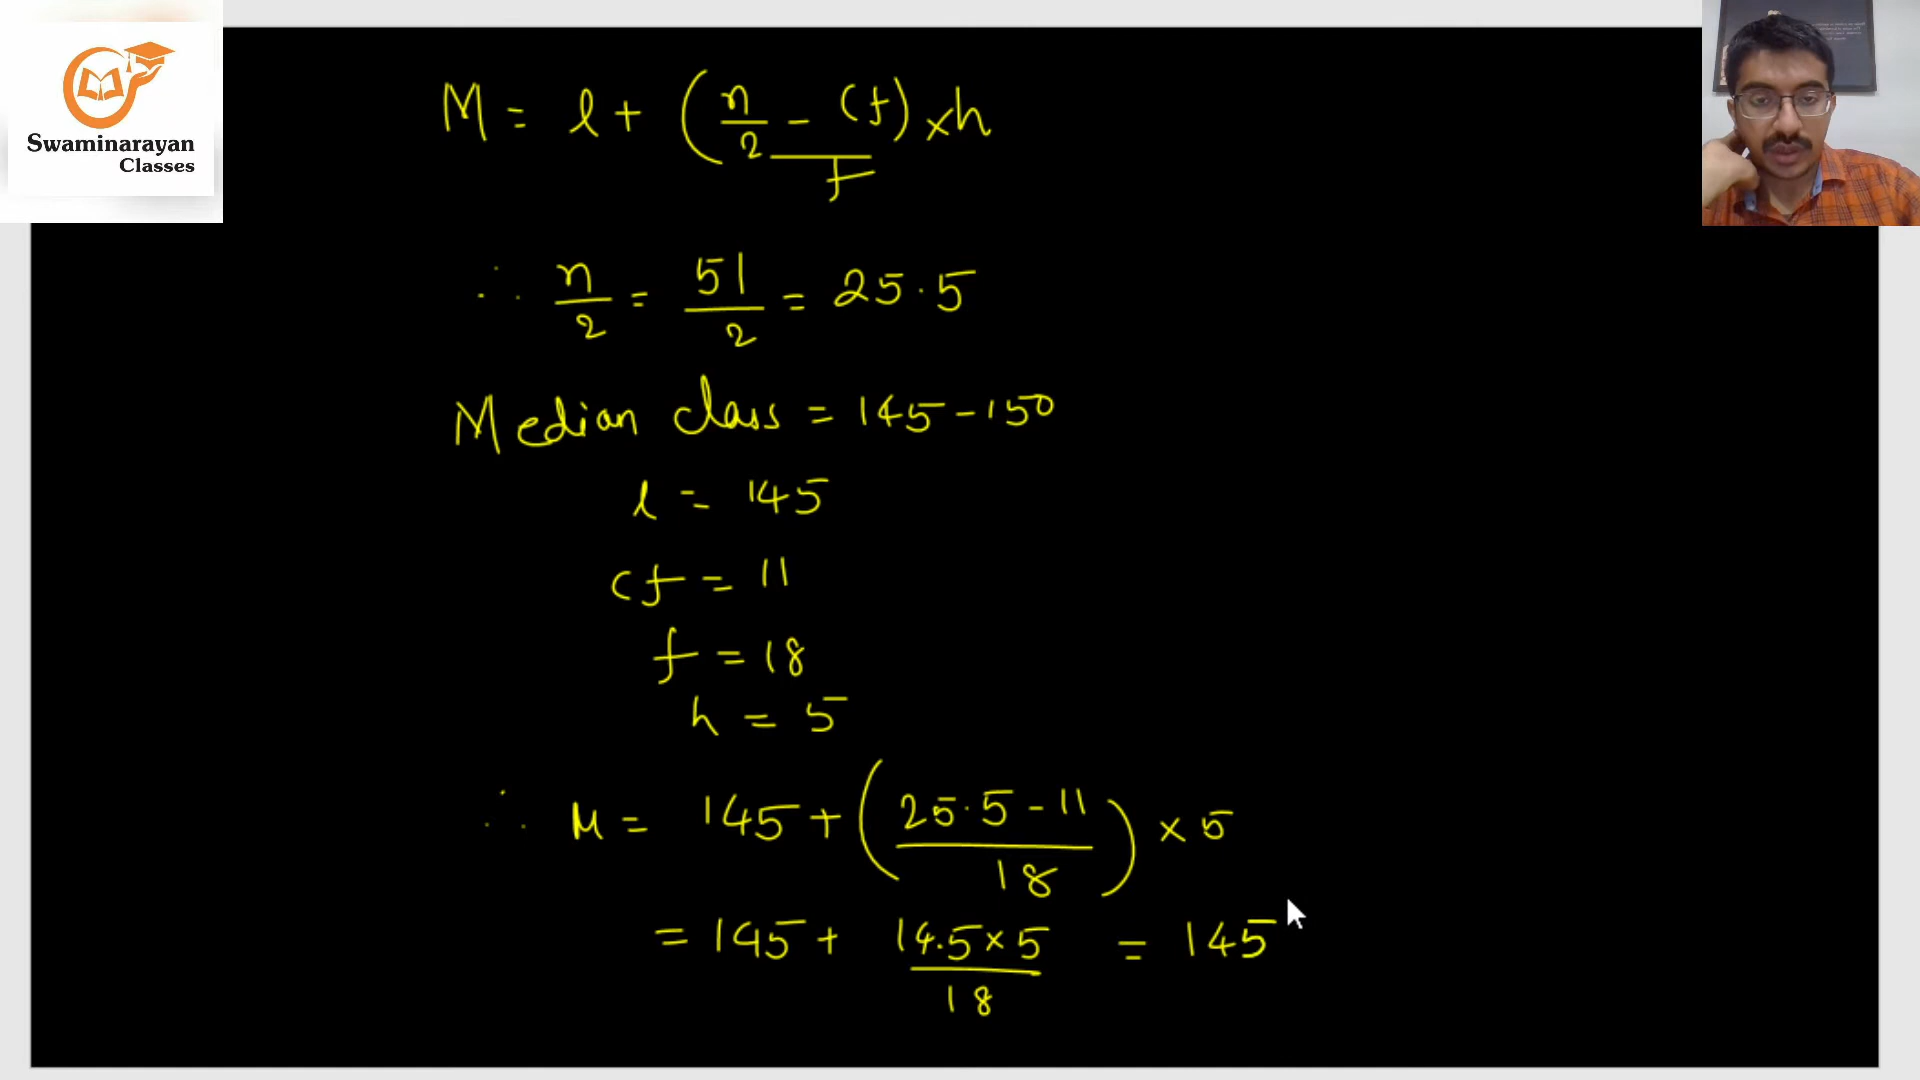 Swaminarayan
Classes
M = l + (n/2 - cf / f) × h
∴ n/2 = 51/2 = 25.5
Median class = 145-150
l = 145
cf = 11
f = 18
h = 5
∴ M = 145 + (25.5 - 11 / 18) × 5
= 145 + 14.5 × 5 / 18 = 145